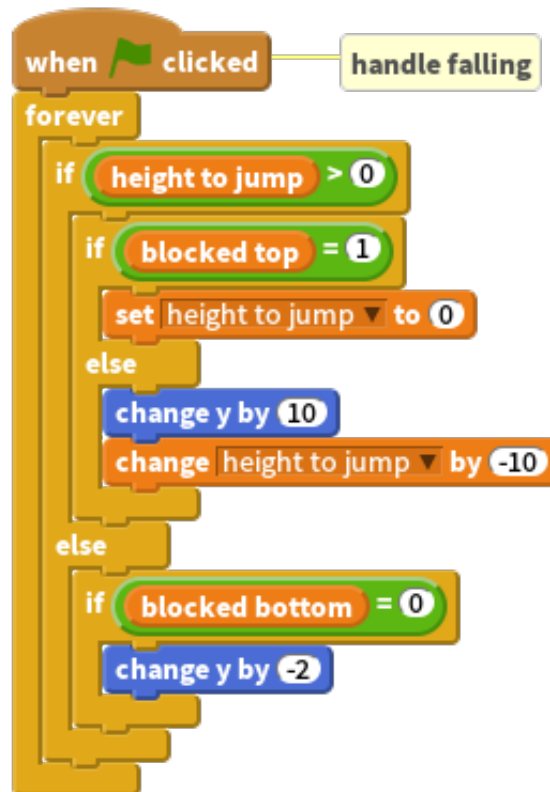 when clicked handle falling
forever
if height to jump > 0
if blocked top = 1
set height to jump ▼ to 0
else
change y by 10
change height to jump ▼ by -10
else
if blocked bottom = 0
change y by -2